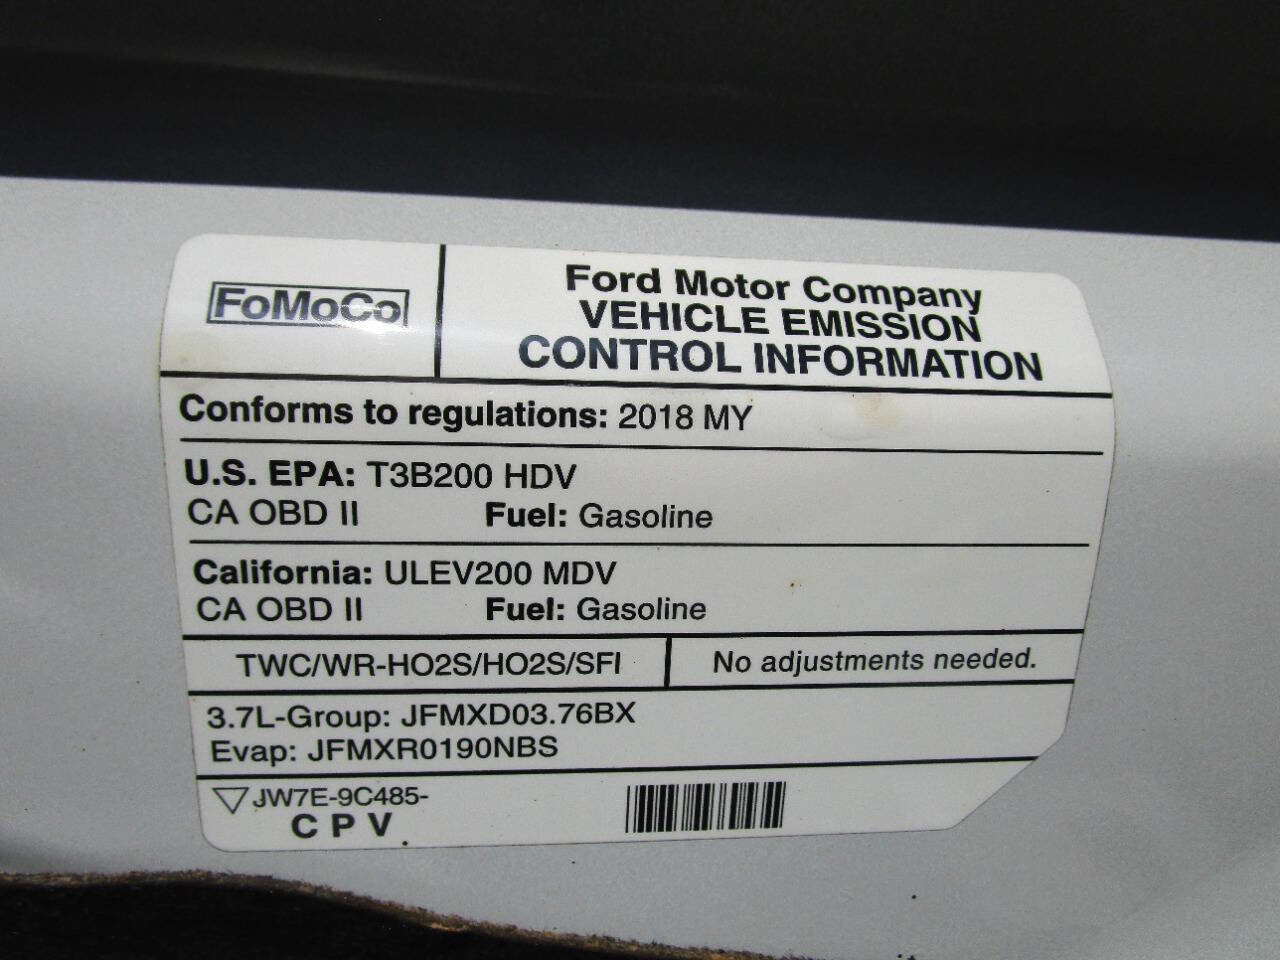 FoMoCo
Ford Motor Company
VEHICLE EMISSION
CONTROL INFORMATION
Conforms to regulations: 2018 MY
U.S. EPA: T3B200 HDV
CA OBD II Fuel: Gasoline
California: ULEV200 MDV
CA OBD II Fuel: Gasoline
TWC/WR-HO2S/HO2S/SFI
No adjustments needed.
3.7L-Group: JFMXD03.76BX
Evap: JFMXR0190NBS
JW7E-9C485-
C P V